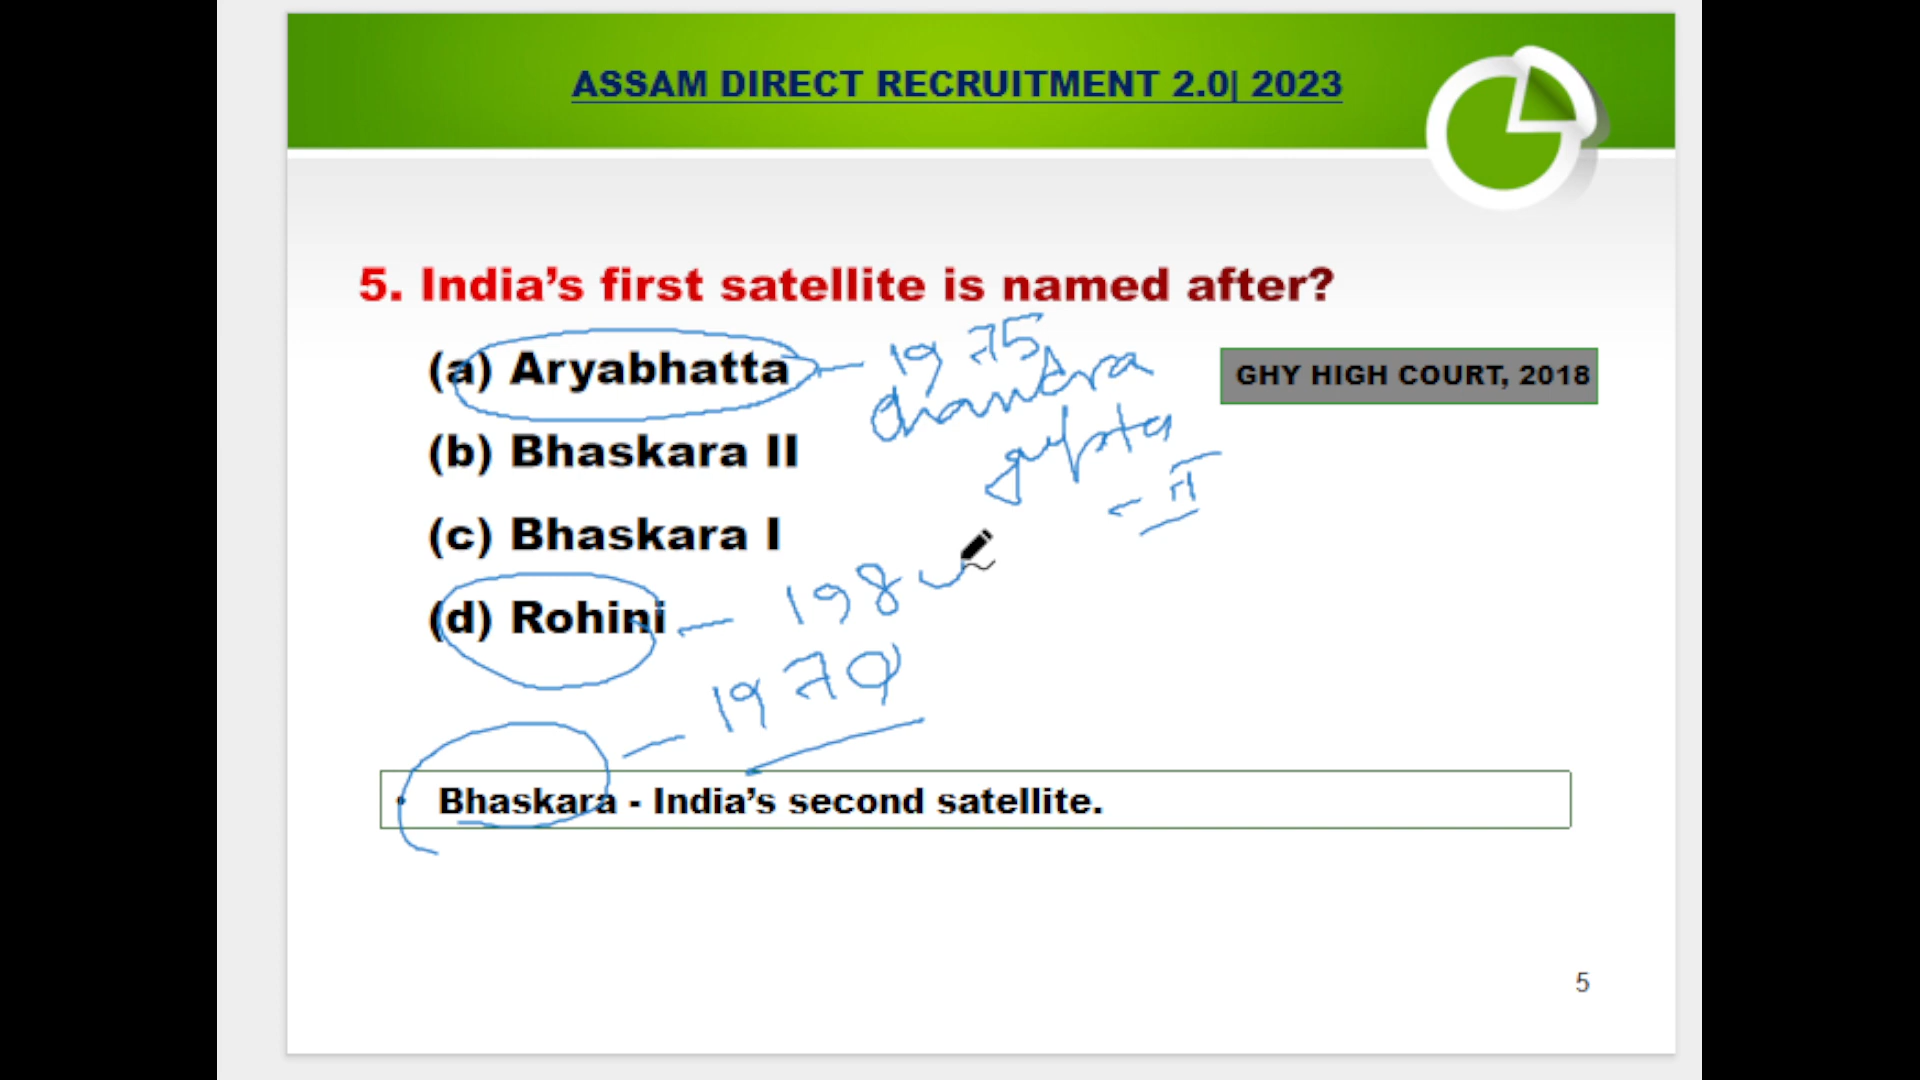 ASSAM DIRECT RECRUITMENT 2.0| 2023
5. India's first satellite is named after?
(a) Aryabhatta - 1975
chandra
gupta
- II
GHY HIGH COURT, 2018
(b) Bhaskara II
(c) Bhaskara I
(d) Rohini - 198
- 1979
• Bhaskara - India's second satellite.
5